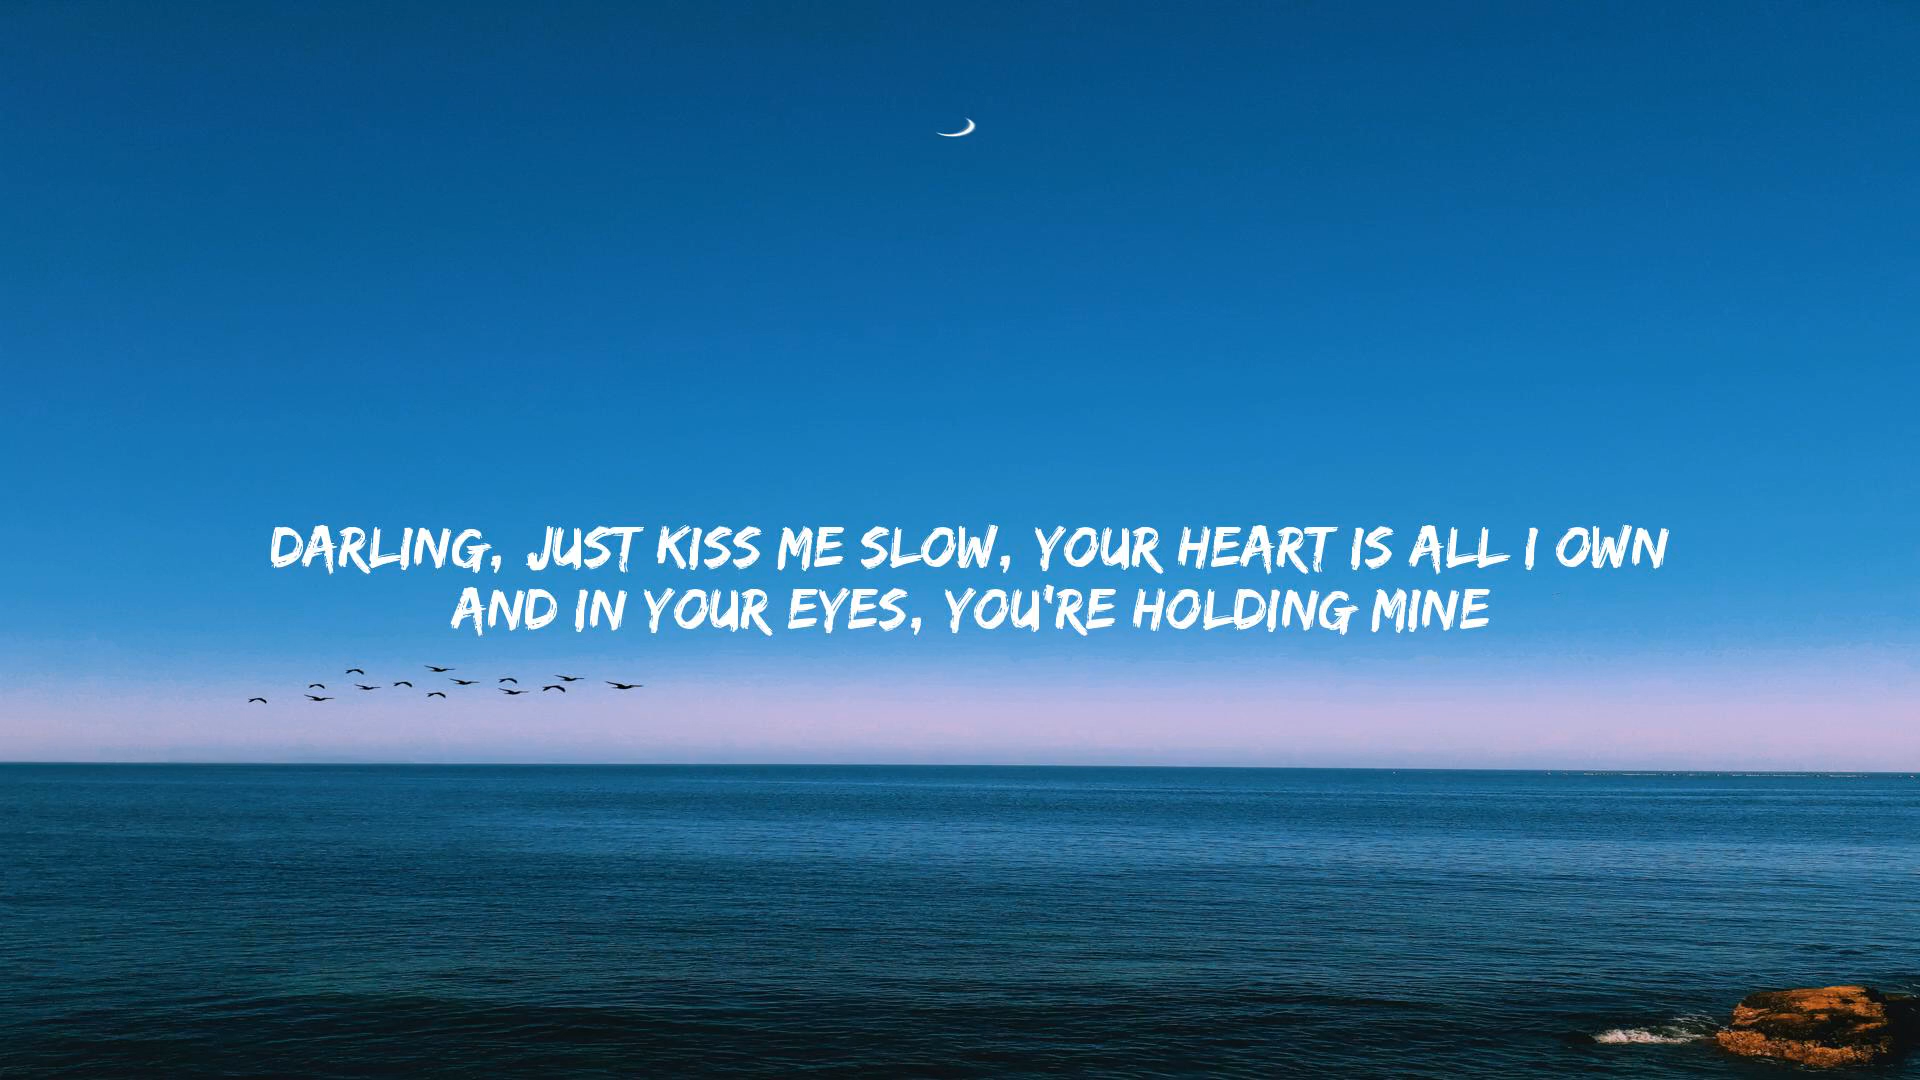 DARLING, JUST KISS ME SLOW, YOUR HEART IS ALL I OWN
AND IN YOUR EYES, YOU'RE HOLDING MINE